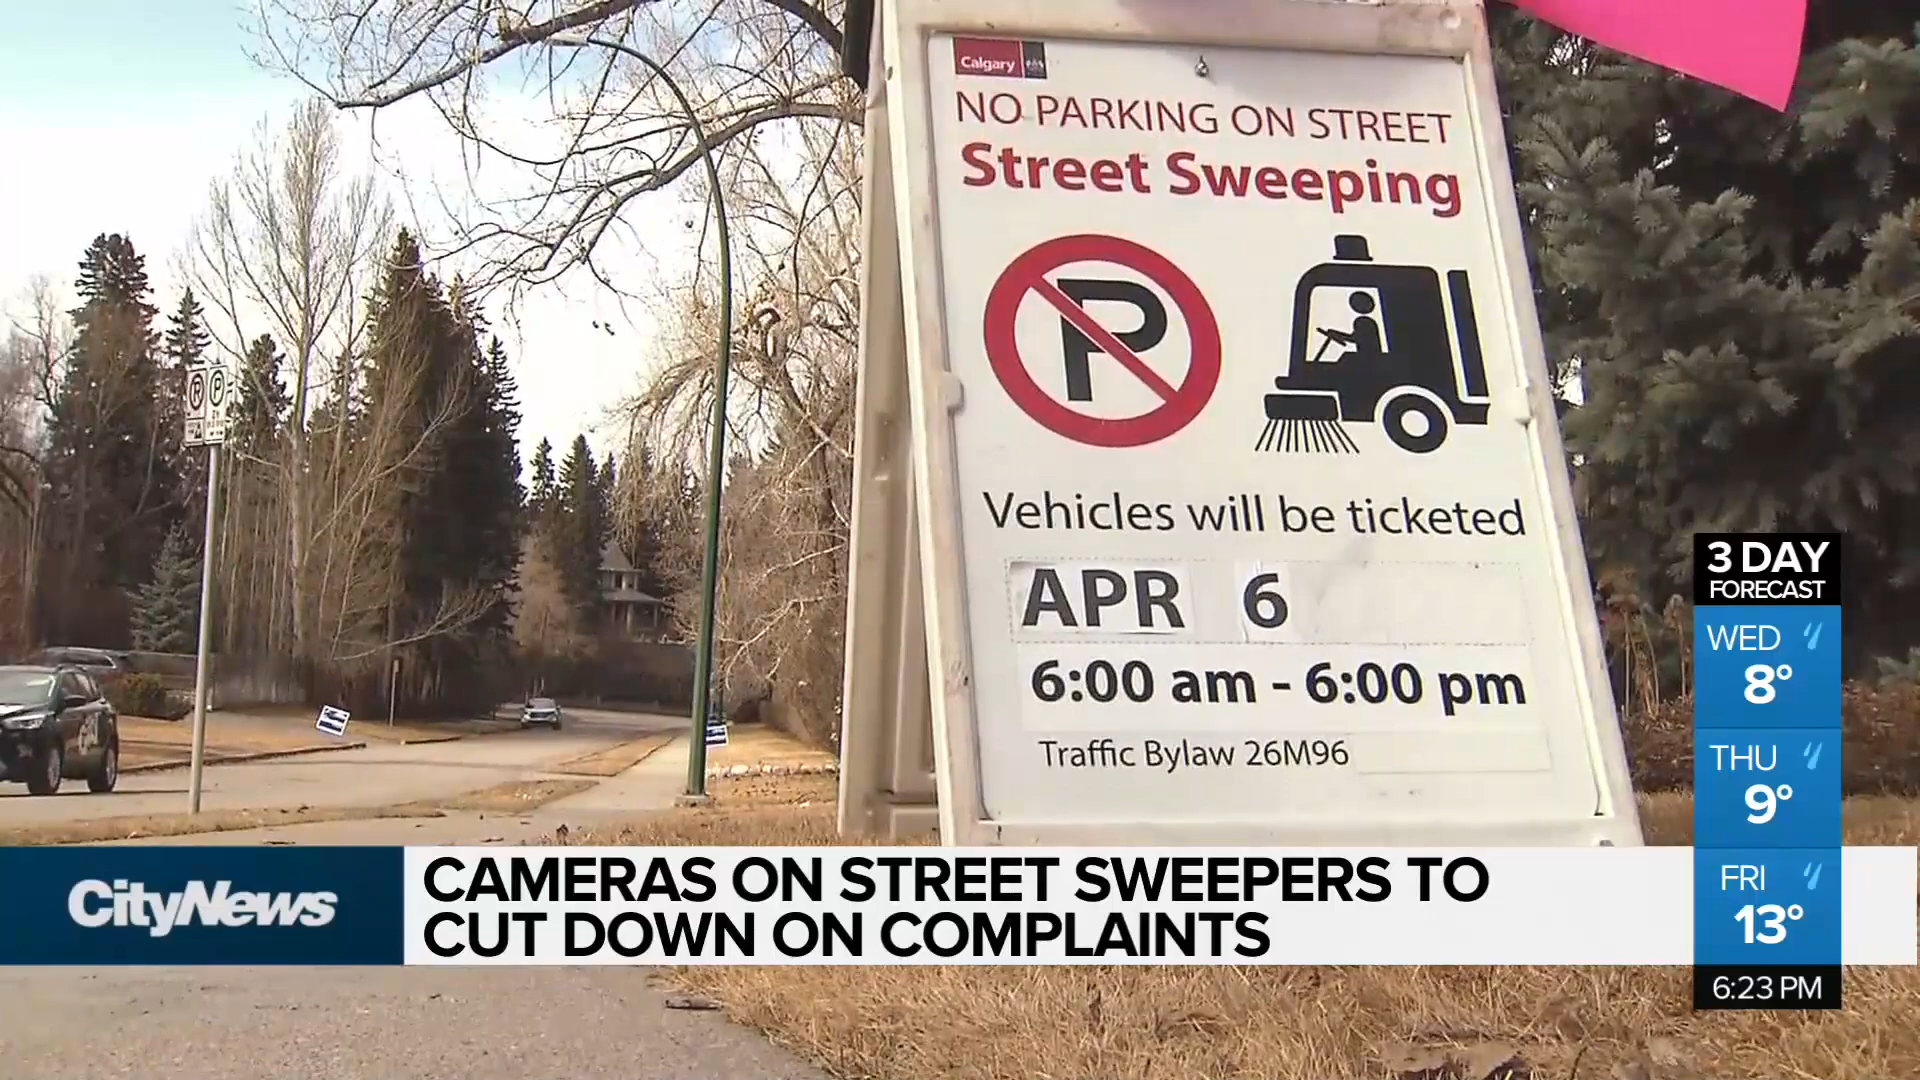 Calgary
NO PARKING ON STREET
Street Sweeping
P
Vehicles will be ticketed
APR 6
6:00 am - 6:00 pm
Traffic Bylaw 26M96
3 DAY
FORECAST
WED
8°
THU
9°
FRI
13°
6:23 PM
CityNews
CAMERAS ON STREET SWEEPERS TO
CUT DOWN ON COMPLAINTS